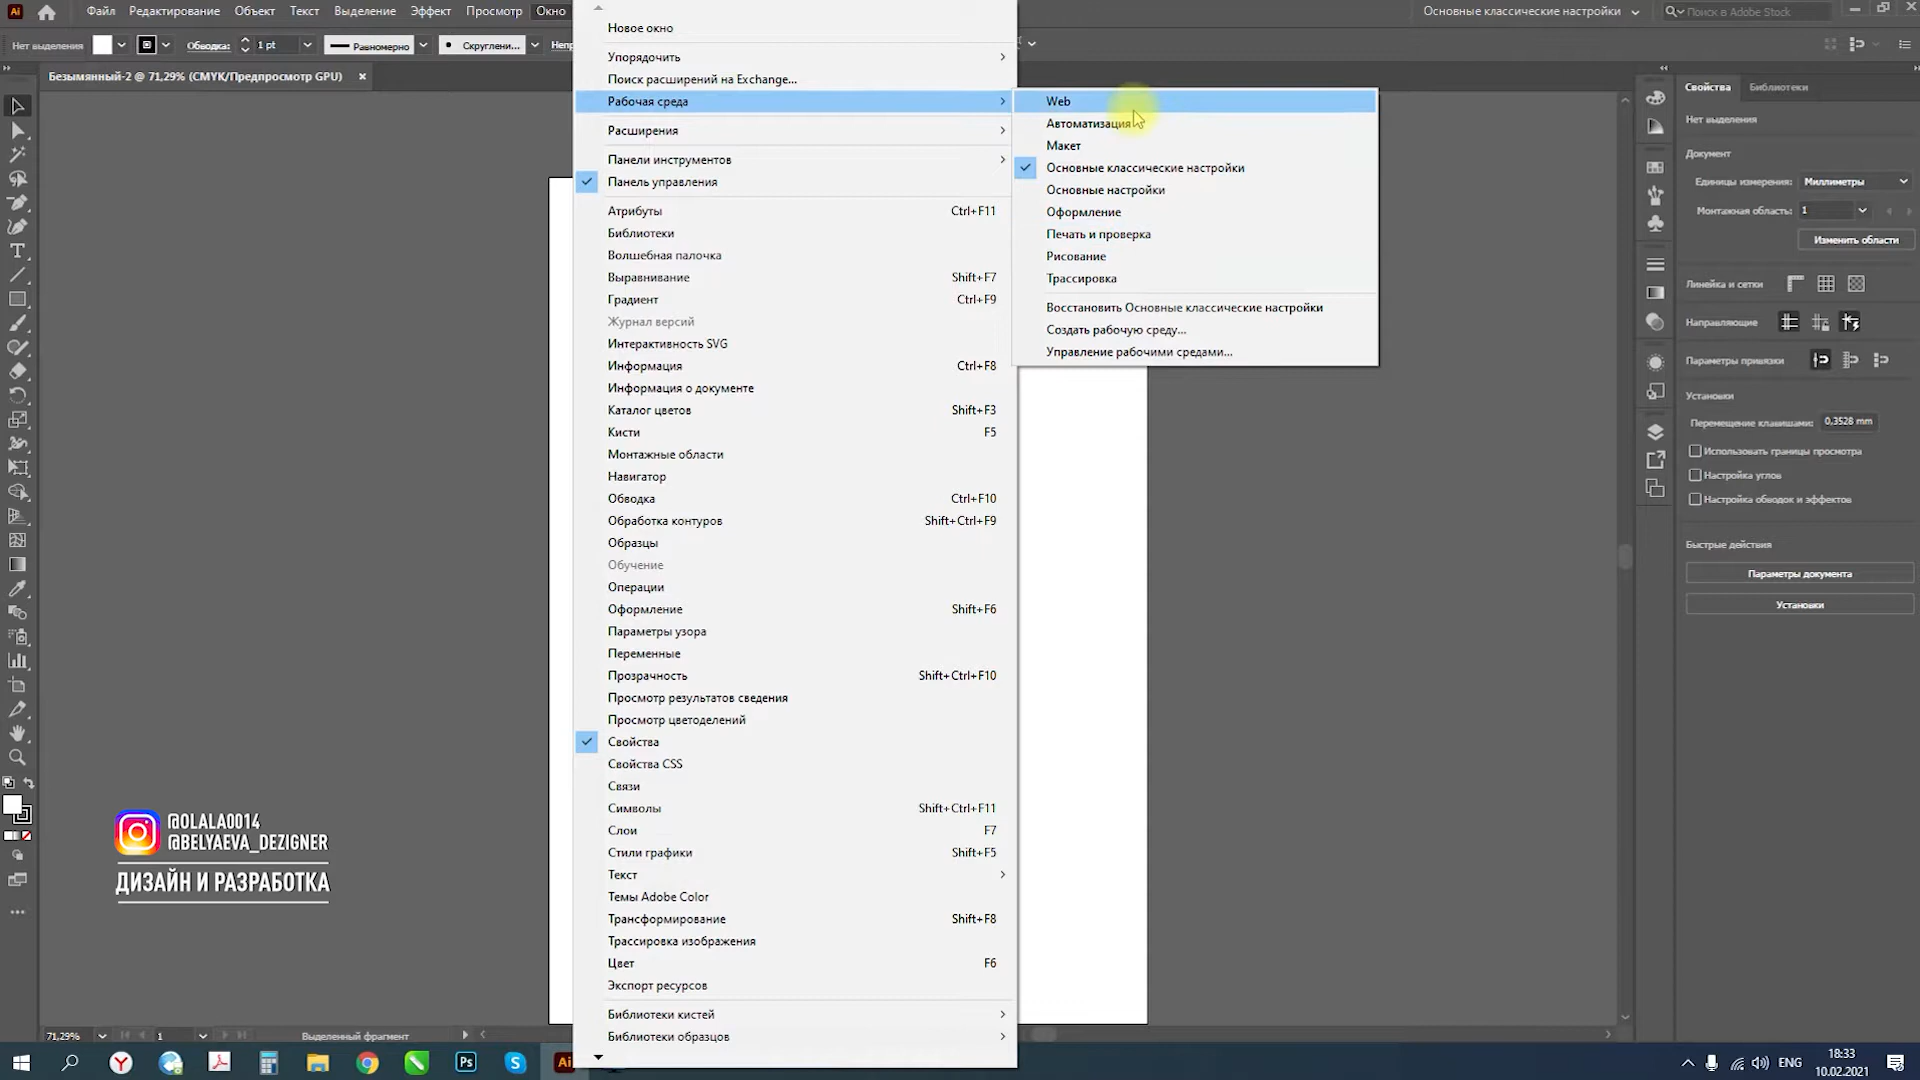 Ai
Файл
Редактирование
Объект
Текст
Выделение
Эффект
Просмотр
Окно
Основные классические настройки
Поиск в Adobe Stock
Нет выделения
Обводка:
1 pt
Равномерно
Скруглени...
Безымянный-2 @ 71,29% (CMYK/Предпросмотр GPU)
Новое окно
Упорядочить
Поиск расширений на Exchange...
Рабочая среда
Расширения
Панели инструментов
Панель управления
Атрибуты Ctrl+F11
Библиотеки
Волшебная палочка
Выравнивание Shift+F7
Градиент Ctrl+F9
Журнал версий
Интерактивность SVG
Информация Ctrl+F8
Информация о документе
Каталог цветов Shift+F3
Кисти F5
Монтажные области
Навигатор
Обводка Ctrl+F10
Обработка контуров Shift+Ctrl+F9
Образцы
Обучение
Операции
Оформление Shift+F6
Параметры узора
Переменные
Прозрачность Shift+Ctrl+F10
Просмотр результатов сведения
Просмотр цветоделений
Свойства
Свойства CSS
Связи
Символы Shift+Ctrl+F11
Слои F7
Стили графики Shift+F5
Текст
Темы Adobe Color
Трансформирование Shift+F8
Трассировка изображения
Цвет F6
Экспорт ресурсов
Библиотеки кистей
Библиотеки образцов
Web
Автоматизация
Макет
Основные классические настройки
Основные настройки
Оформление
Печать и проверка
Рисование
Трассировка
Восстановить Основные классические настройки
Создать рабочую среду...
Управление рабочими средами...
Свойства
Библиотеки
Нет выделения
Документ
Единицы измерения: Миллиметры
Монтажная область: 1
Изменить области
Линейка и сетки
Направляющие
Параметры привязки
Установки
Перемещение клавишами: 0,3528 mm
Использовать границы просмотра
Настройка углов
Настройка обводок и эффектов
Быстрые действия
Параметры документа
Установки
@OLALA0014
@BELYAEVA_DEZIGNER
ДИЗАЙН И РАЗРАБОТКА
71,29%
1
Выделенный фрагмент
Ps
Ai
ENG
18:33
10.02.2021